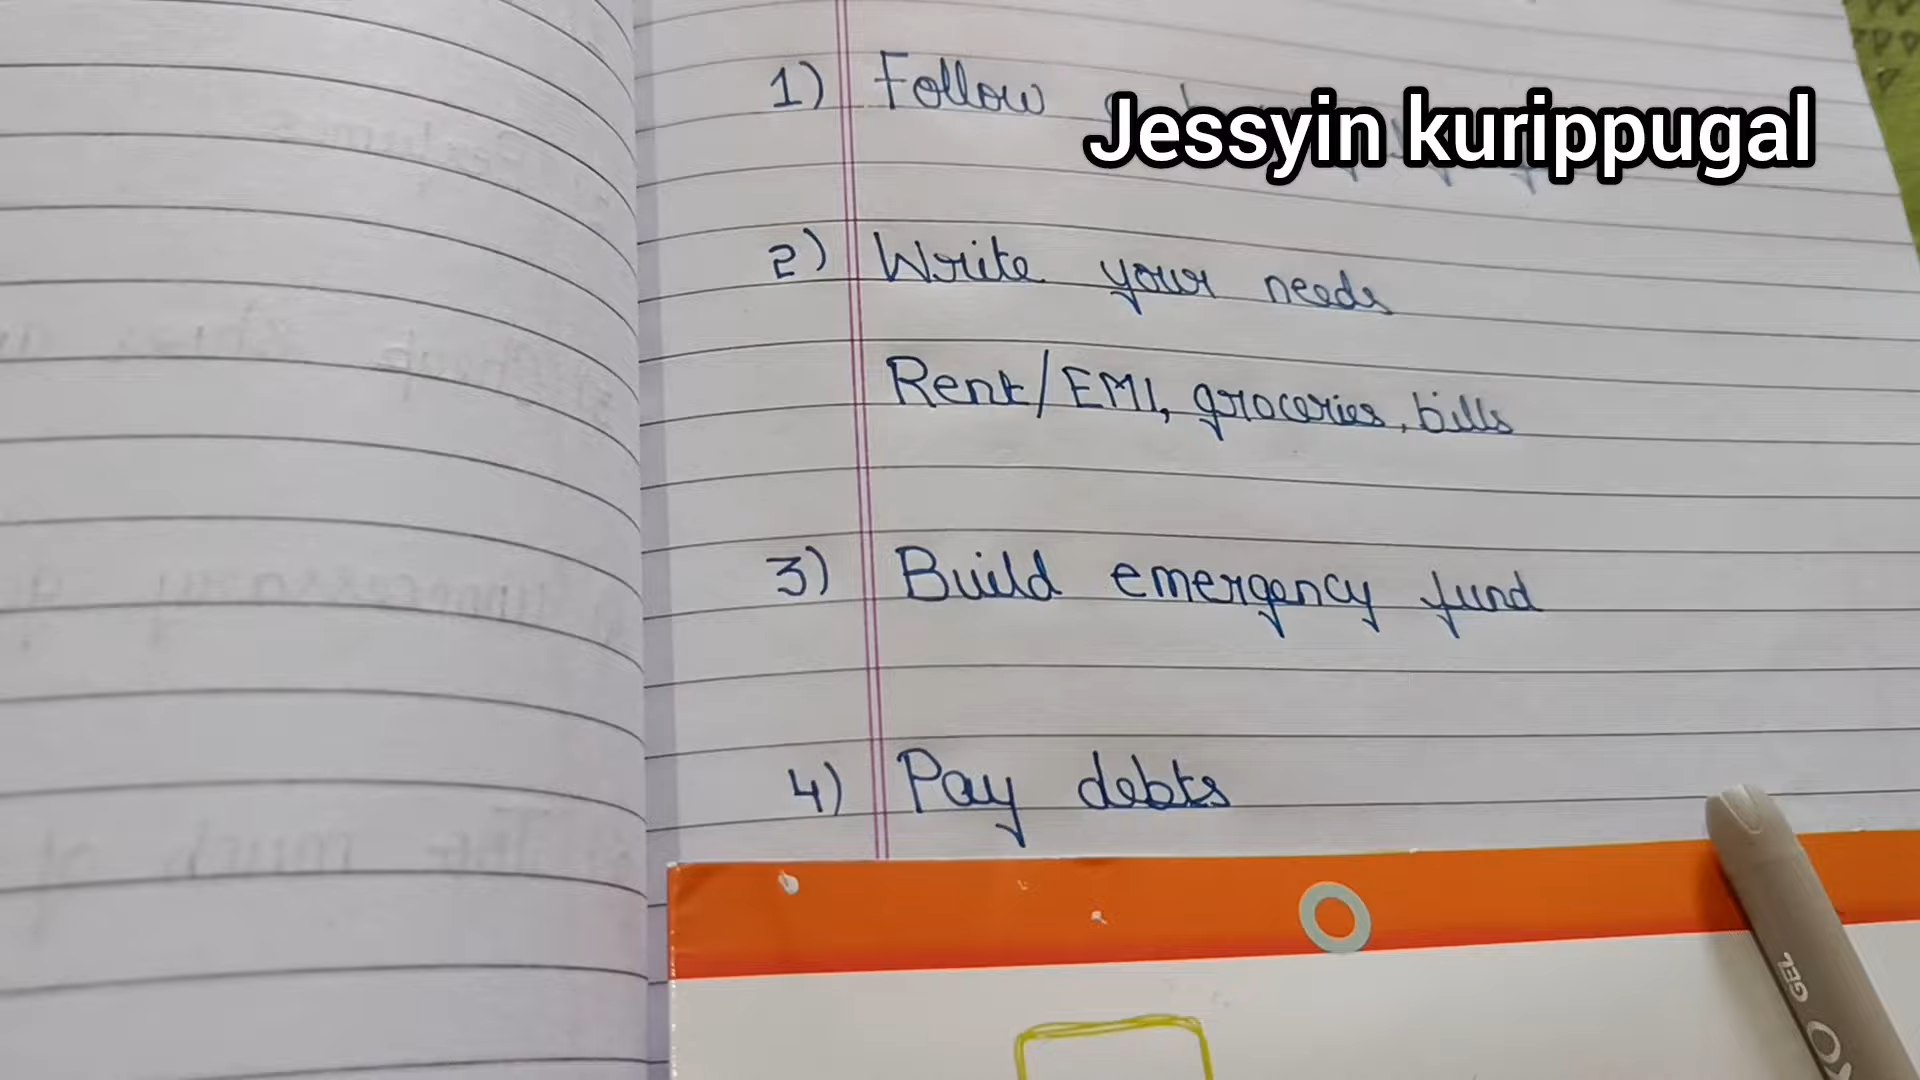 1) Follow
Jessyin kurippugal
2) Write your needs
Rent/EMI, groceries, bills
3) Build emergency fund
4) Pay debts
GEL